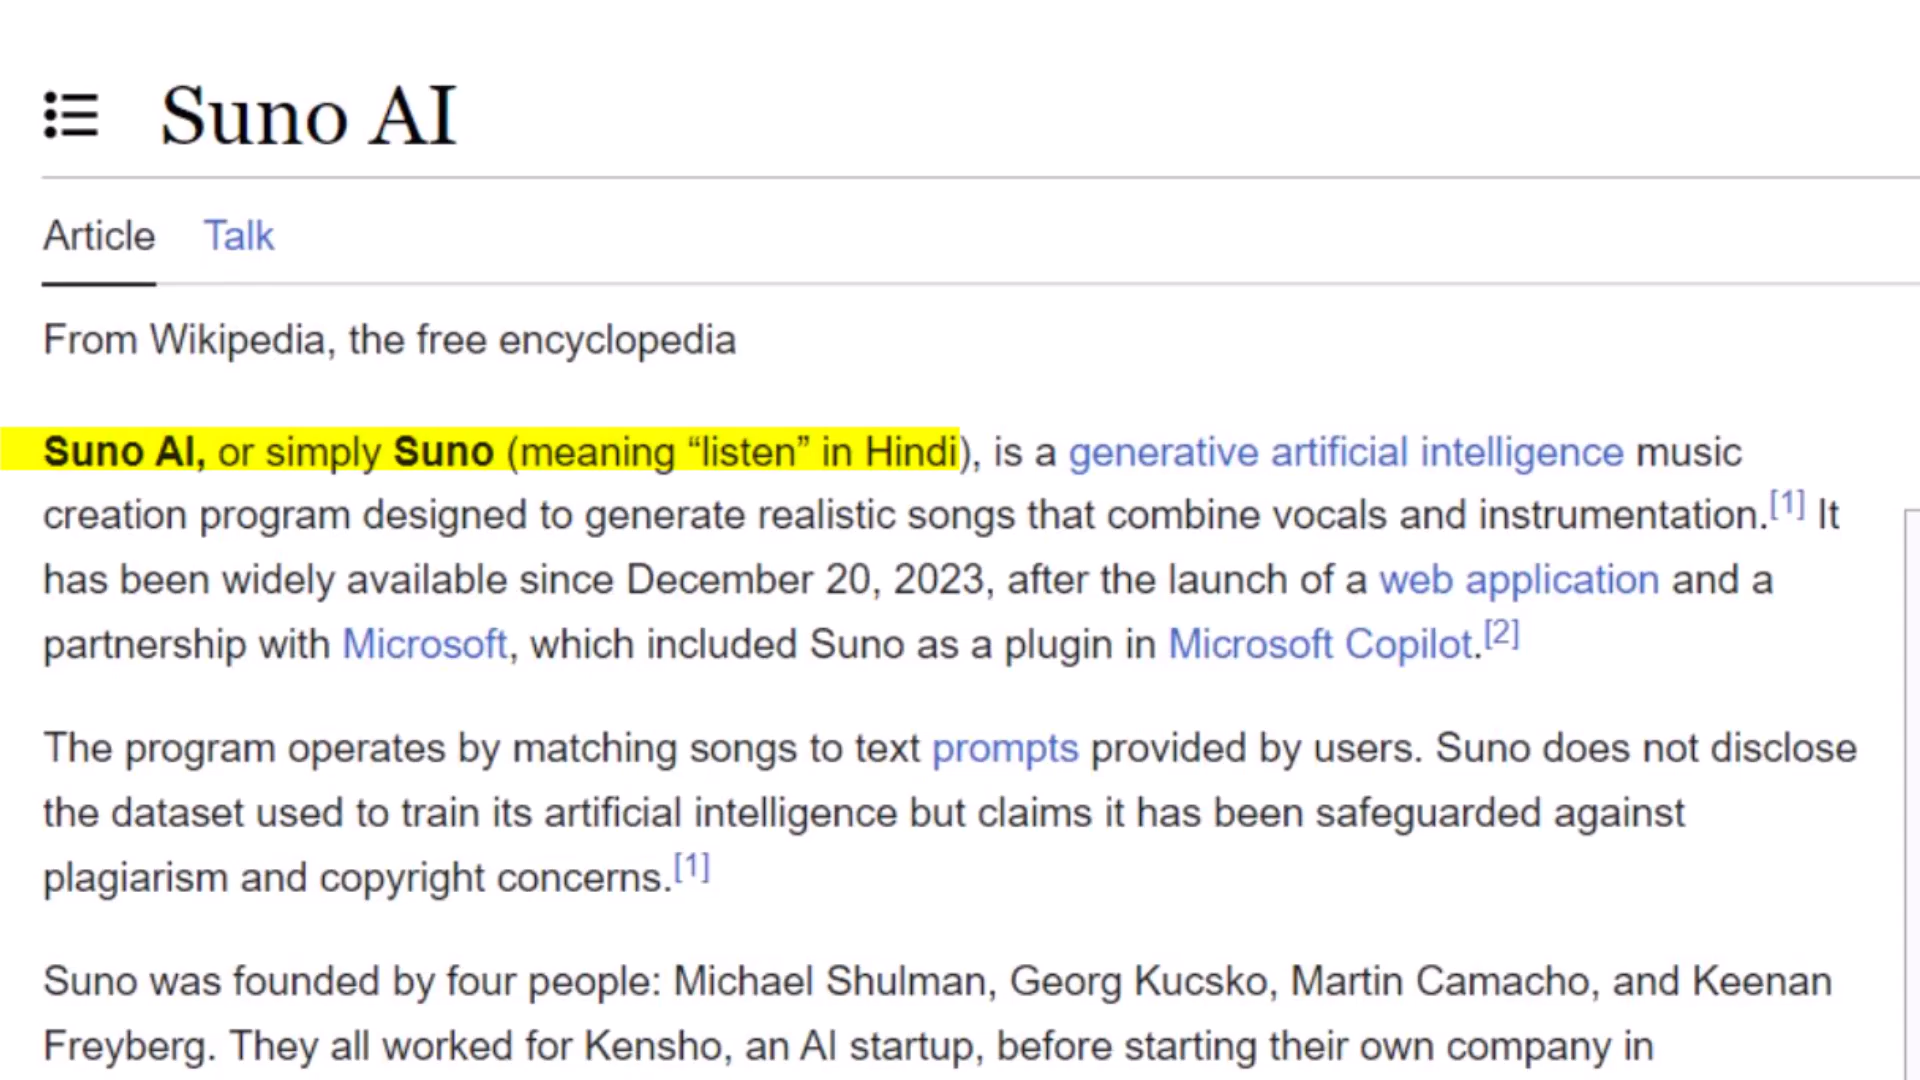 Suno AI
Article Talk
From Wikipedia, the free encyclopedia
Suno AI, or simply Suno (meaning “listen” in Hindi), is a generative artificial intelligence music
creation program designed to generate realistic songs that combine vocals and instrumentation.[1] It
has been widely available since December 20, 2023, after the launch of a web application and a
partnership with Microsoft, which included Suno as a plugin in Microsoft Copilot.[2]
The program operates by matching songs to text prompts provided by users. Suno does not disclose
the dataset used to train its artificial intelligence but claims it has been safeguarded against
plagiarism and copyright concerns.[1]
Suno was founded by four people: Michael Shulman, Georg Kucsko, Martin Camacho, and Keenan
Freyberg. They all worked for Kensho, an AI startup, before starting their own company in